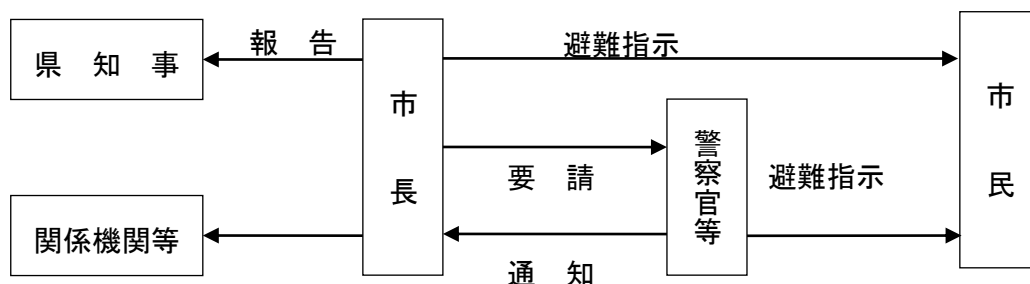 県 知 事
報 告
避難指示
市長
市民
要 請
警察官等
避難指示
関係機関等
通 知